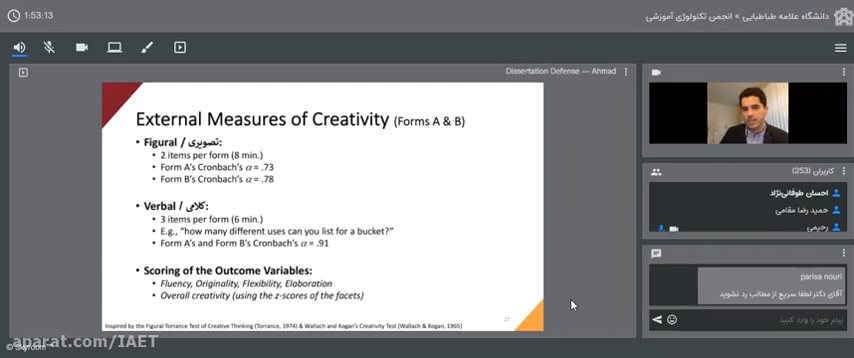 1:53:13
دانشگاه علامه طباطبایی » انجمن تکنولوژی آموزشی
Dissertation Defense -- Ahmad
External Measures of Creativity (Forms A & B)
• Figural / تصویری:
• 2 items per form (8 min.)
• Form A's Cronbach's α = .73
• Form B's Cronbach's α = .78
• Verbal / کلامی:
• 3 items per form (6 min.)
• E.g., "how many different uses can you list for a bucket?"
• Form A's and Form B's Cronbach's α = .91
• Scoring of the Outcome Variables:
• Fluency, Originality, Flexibility, Elaboration
• Overall creativity (using the z-scores of the facets)
27
Inspired by the Figural Torrance Test of Creative Thinking (Torrance, 1974) & Wallach and Kogan's Creativity Test (Wallach & Kogan, 1965)
کاربران (253)
احسان طوفانی‌نژاد
حمید رضا مقامی
رحیمی
parisa nouri
آقای دکتر لطفا سریع از مطالب رد نشوید
پیام خود را وارد کنید
aparat.com/IAET
© Skyroom